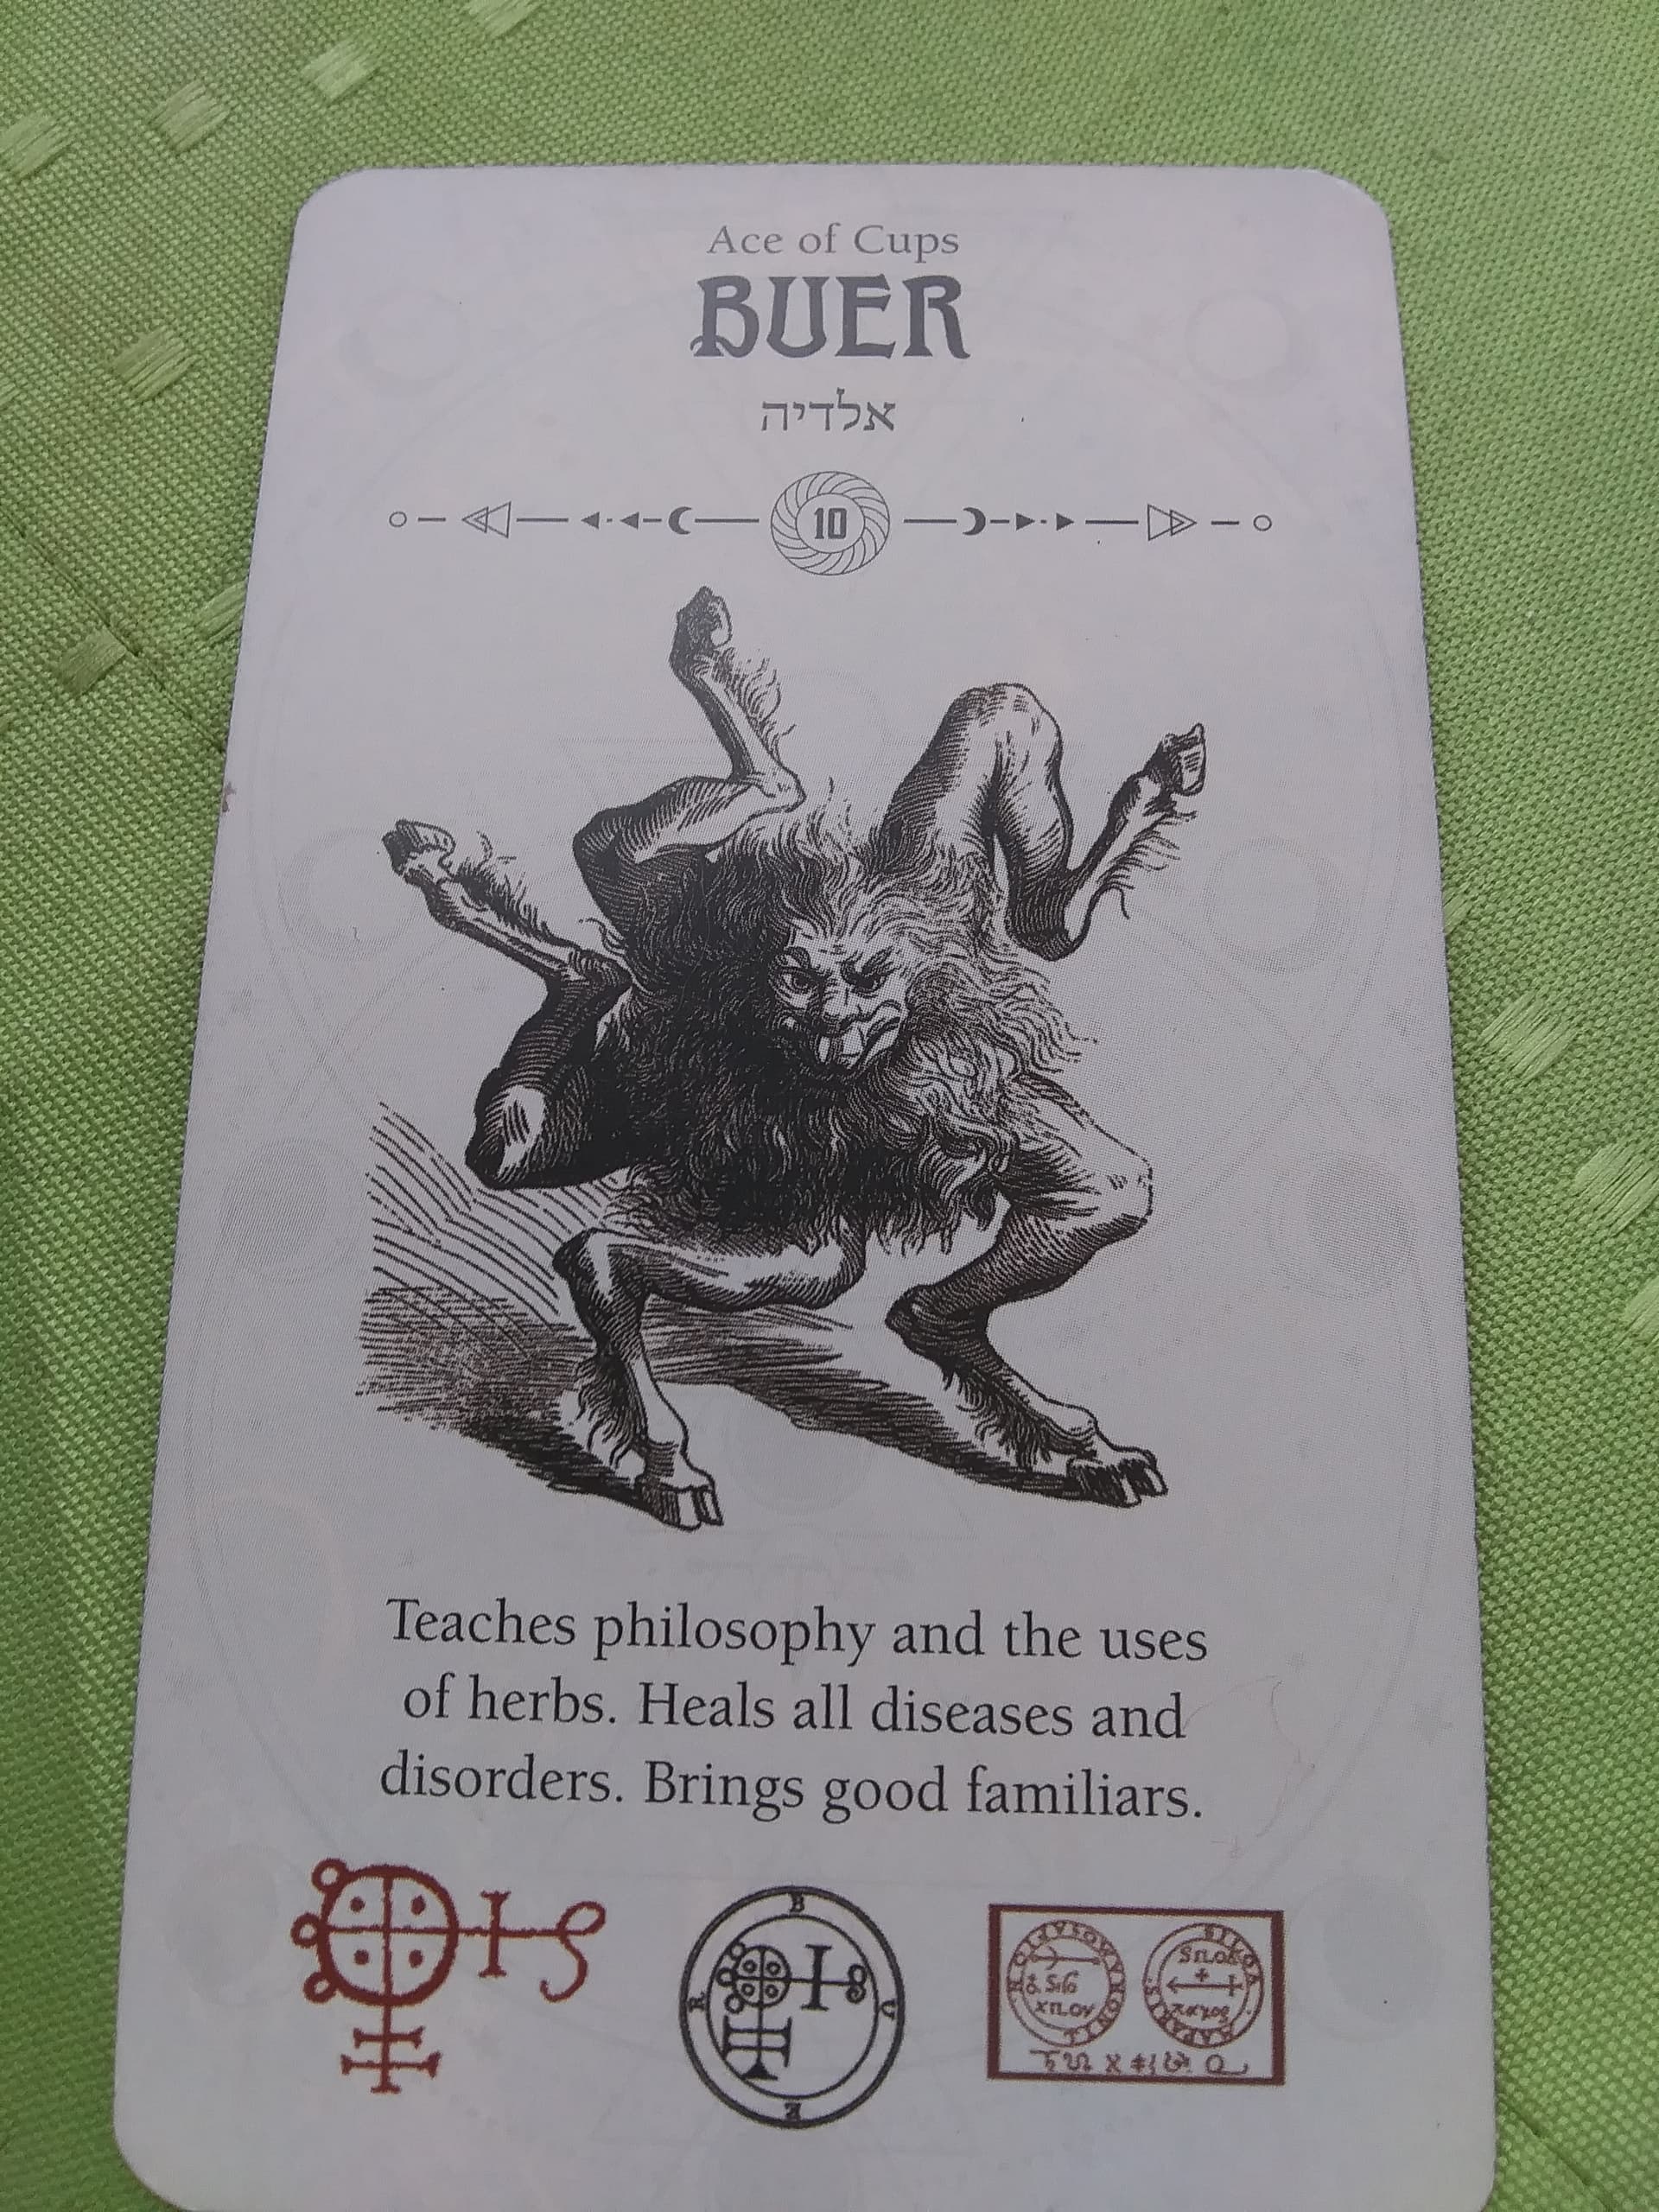 Ace of Cups
BUER
אלדיה
10
Teaches philosophy and the uses
of herbs. Heals all diseases and
disorders. Brings good familiars.
B
U
E
R